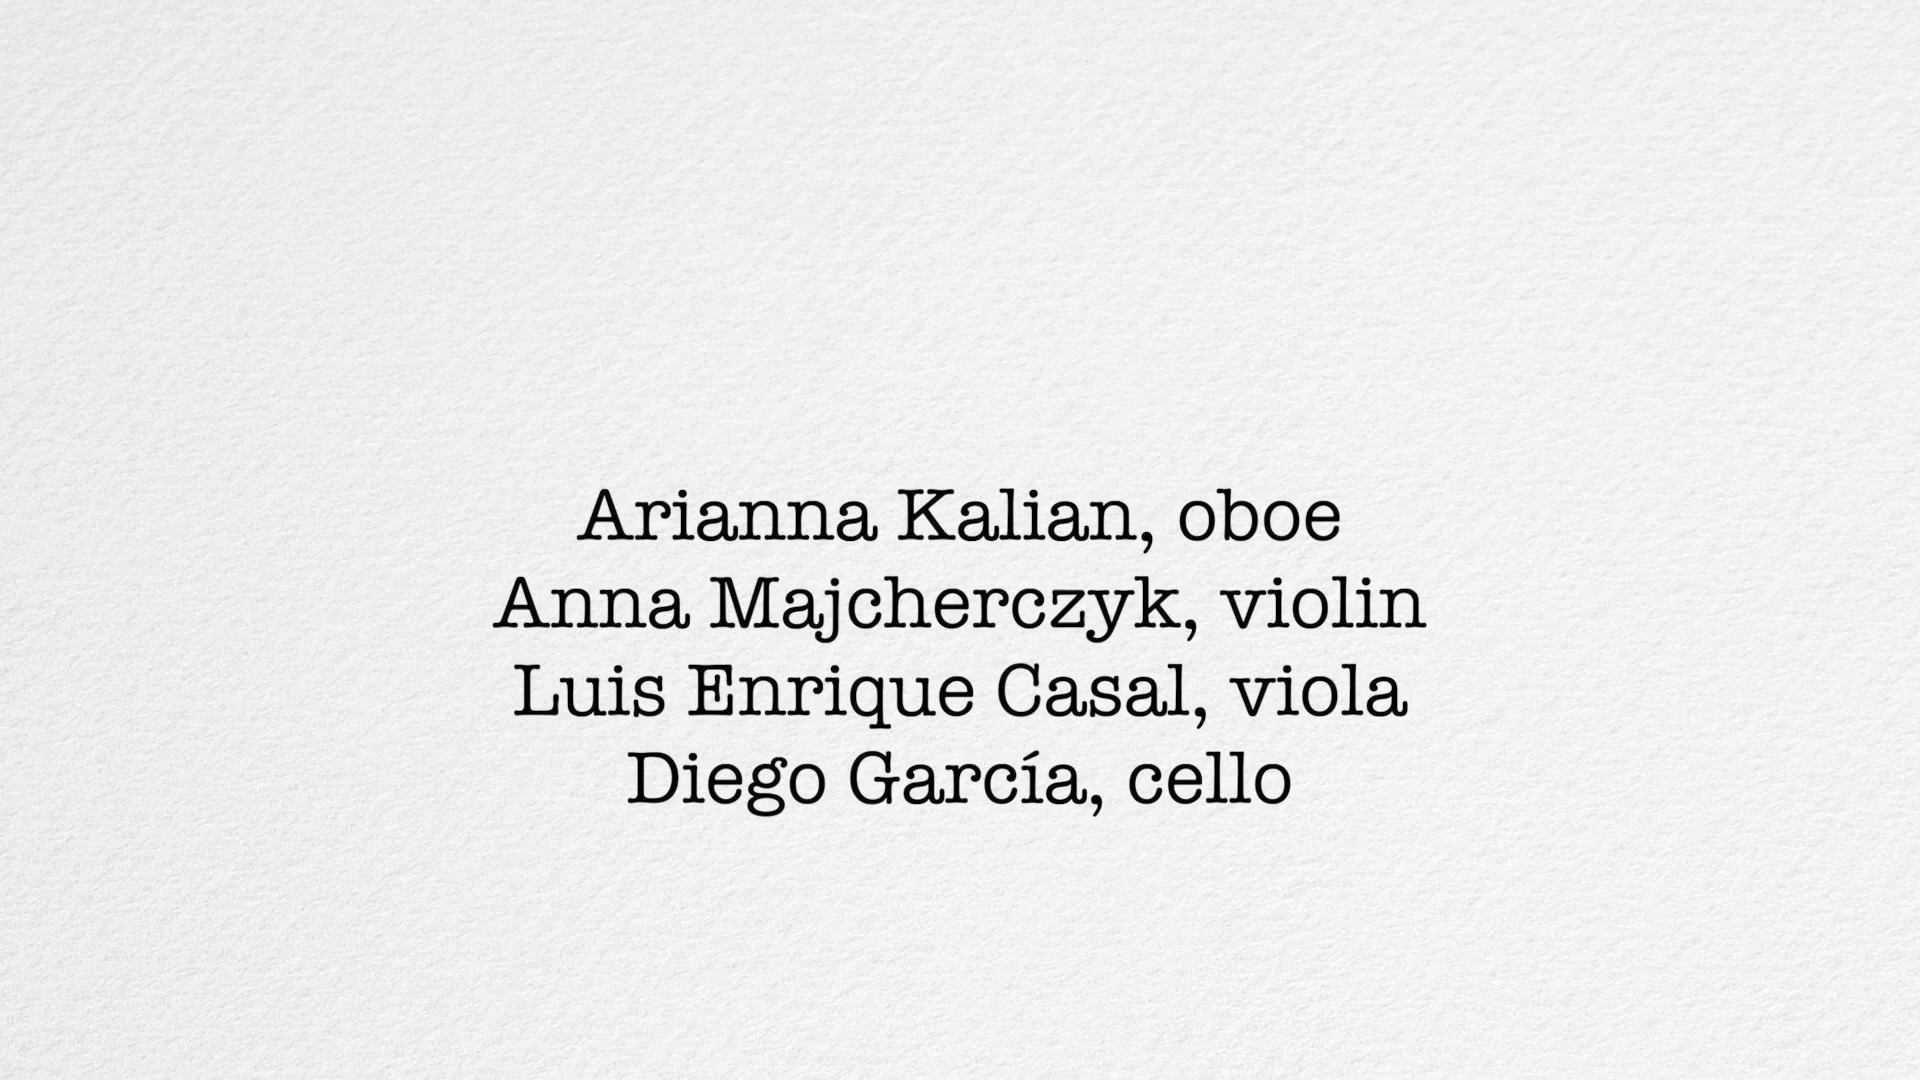 Arianna Kalian, oboe
Anna Majcherczyk, violin
Luis Enrique Casal, viola
Diego García, cello